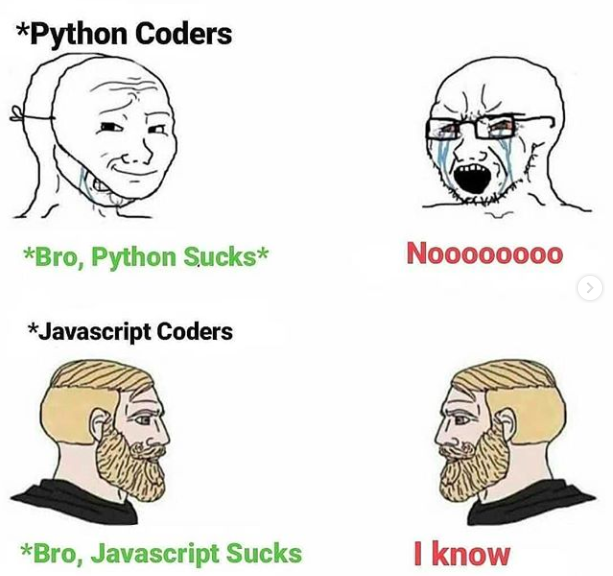 *Python Coders
*Bro, Python Sucks*
Noooooooo
*Javascript Coders
*Bro, Javascript Sucks
I know